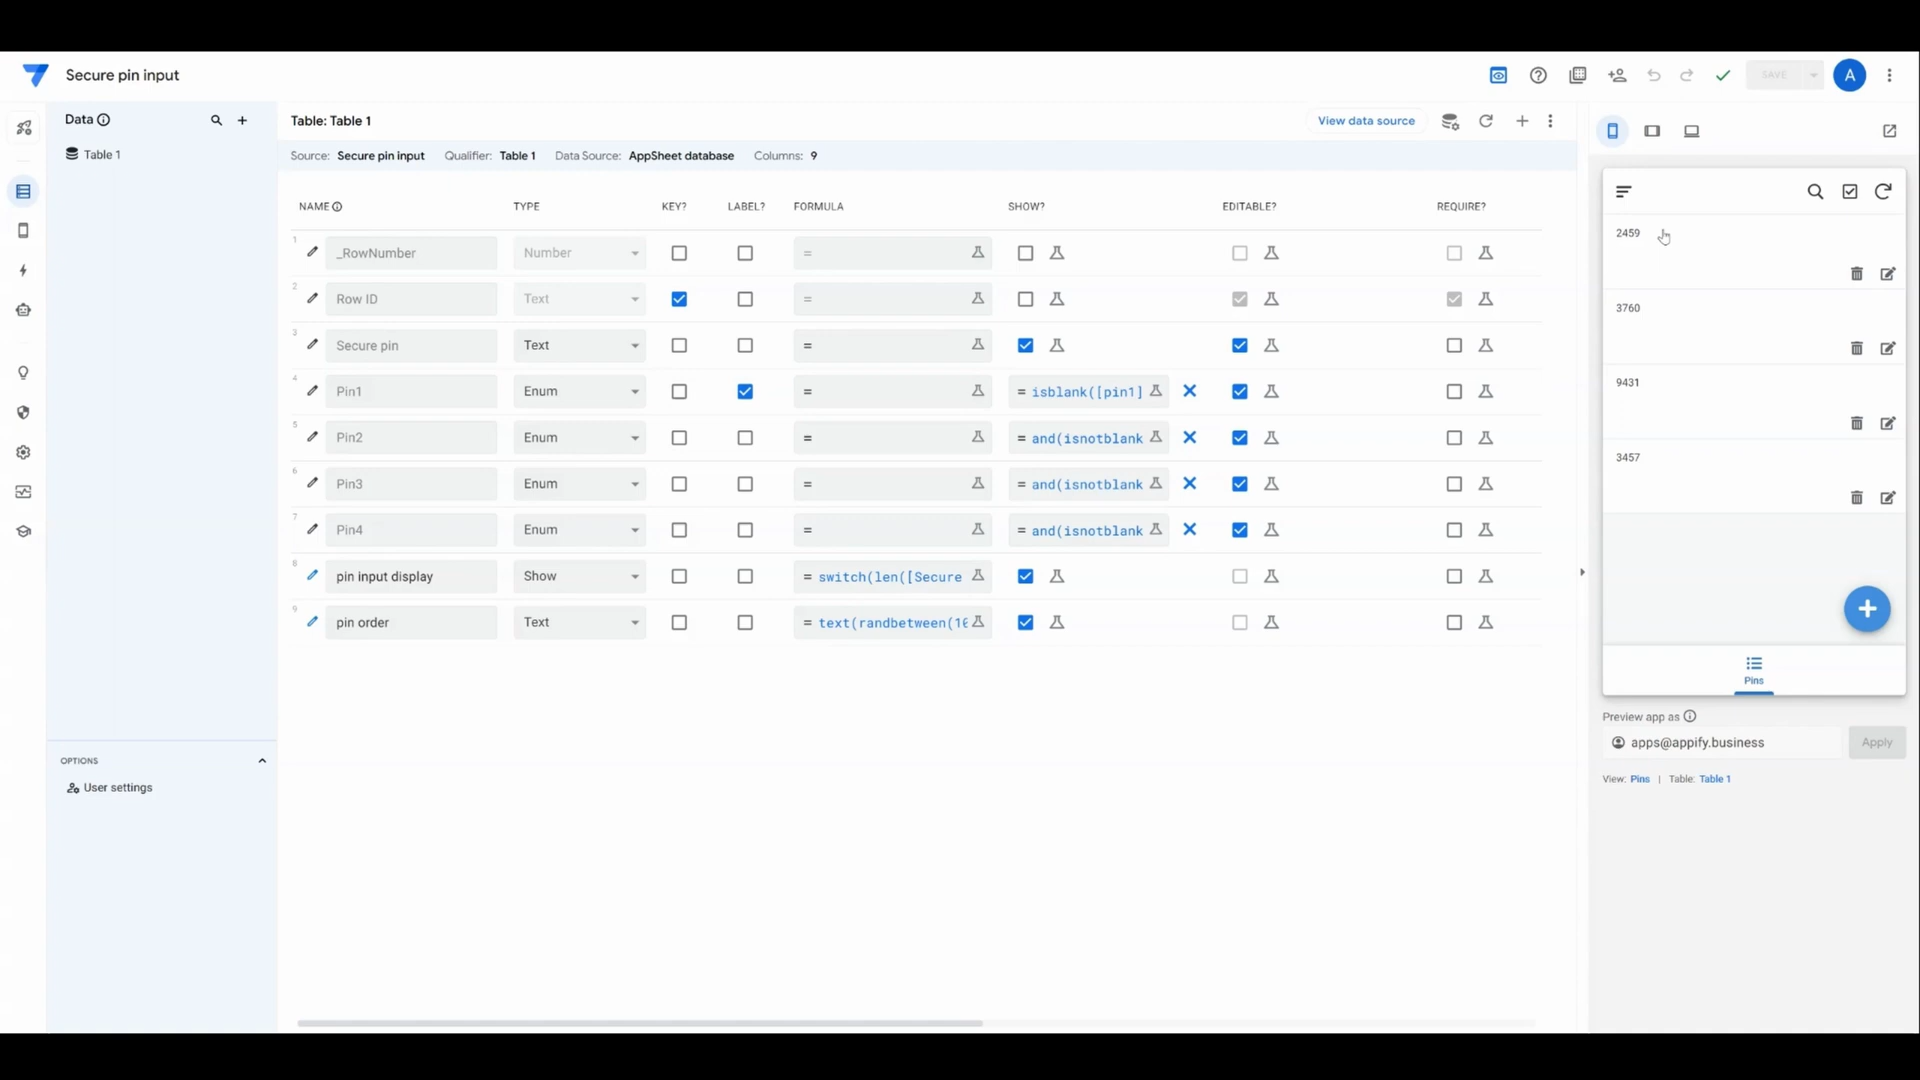 Secure pin input
SAVE
A
Data
Table 1
OPTIONS
User settings
Table: Table 1
View data source
Source: Secure pin input Qualifier: Table 1 Data Source: AppSheet database Columns: 9
NAME TYPE KEY? LABEL? FORMULA SHOW? EDITABLE? REQUIRE?
1 _RowNumber Number =
2 Row ID Text =
3 Secure pin Text =
4 Pin1 Enum = = isblank([pin1]
5 Pin2 Enum = = and(isnotblank
6 Pin3 Enum = = and(isnotblank
7 Pin4 Enum = = and(isnotblank
8 pin input display Show = switch(len([Secure
9 pin order Text = text(randbetween(10
2459
3760
9431
3457
Pins
Preview app as
apps@appify.business Apply
View: Pins | Table: Table 1